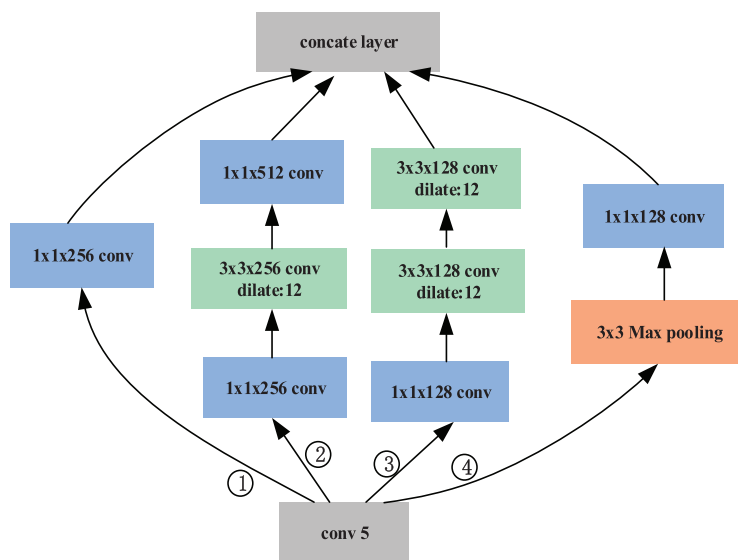 concate layer
1x1x512 conv
3x3x128 conv
dilate:12
1x1x128 conv
1x1x256 conv
3x3x256 conv
dilate:12
3x3x128 conv
dilate:12
3x3 Max pooling
1x1x256 conv
1x1x128 conv
① ② ③ ④
conv 5